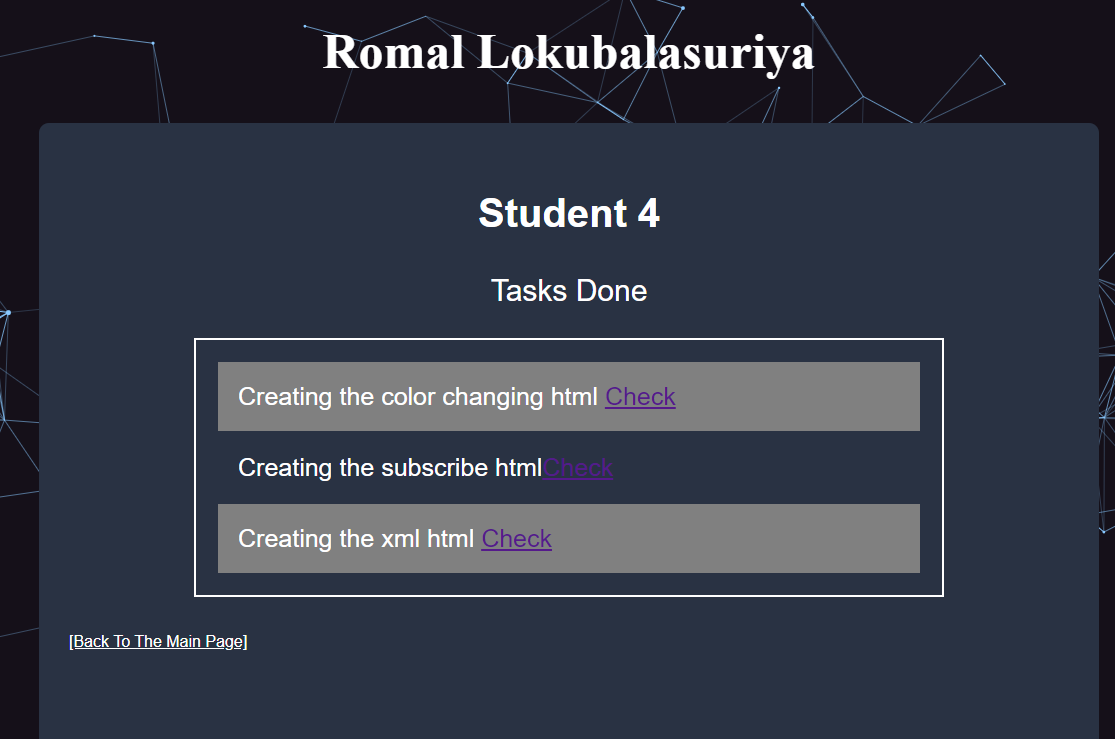 Romal Lokubalasuriya
Student 4
Tasks Done
Creating the color changing html Check
Creating the subscribe htmlCheck
Creating the xml html Check
[Back To The Main Page]